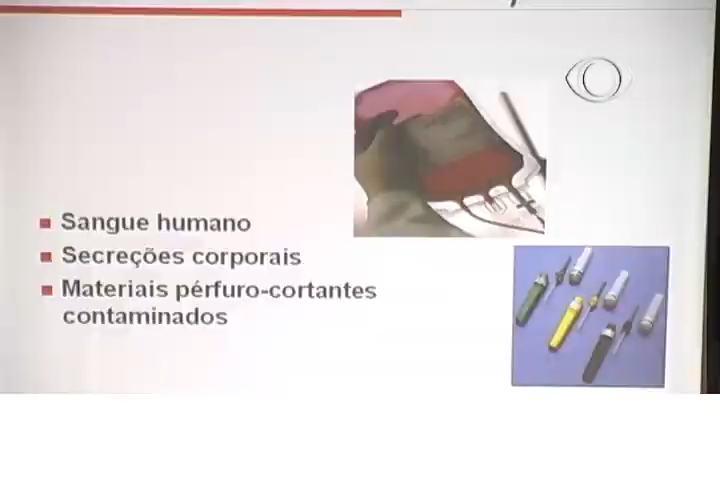 Sangue humano
Secreções corporais
Materiais pérfuro-cortantes
contaminados